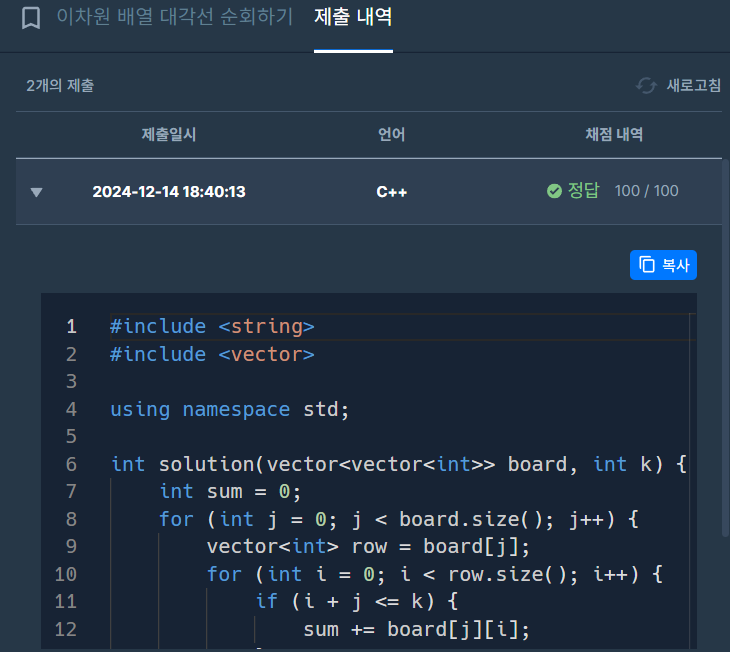 이차원 배열 대각선 순회하기 제출 내역
2개의 제출 새로고침
제출일시 언어 채점 내역
2024-12-14 18:40:13 C++ 정답 100 / 100
복사
1 #include <string>
2 #include <vector>
3
4 using namespace std;
5
6 int solution(vector<vector<int>> board, int k) {
7 int sum = 0;
8 for (int j = 0; j < board.size(); j++) {
9 vector<int> row = board[j];
10 for (int i = 0; i < row.size(); i++) {
11 if (i + j <= k) {
12 sum += board[j][i];